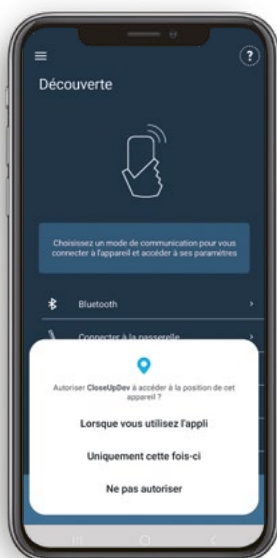 ?
Découverte
Choisissez un mode de communication pour vous
connecter à l'appareil et accéder à ses paramètres
Bluetooth
Connecter à la passerelle
Autoriser CloseUpDev à accéder à la position de cet
appareil ?
Lorsque vous utilisez l'appli
Uniquement cette fois-ci
Ne pas autoriser